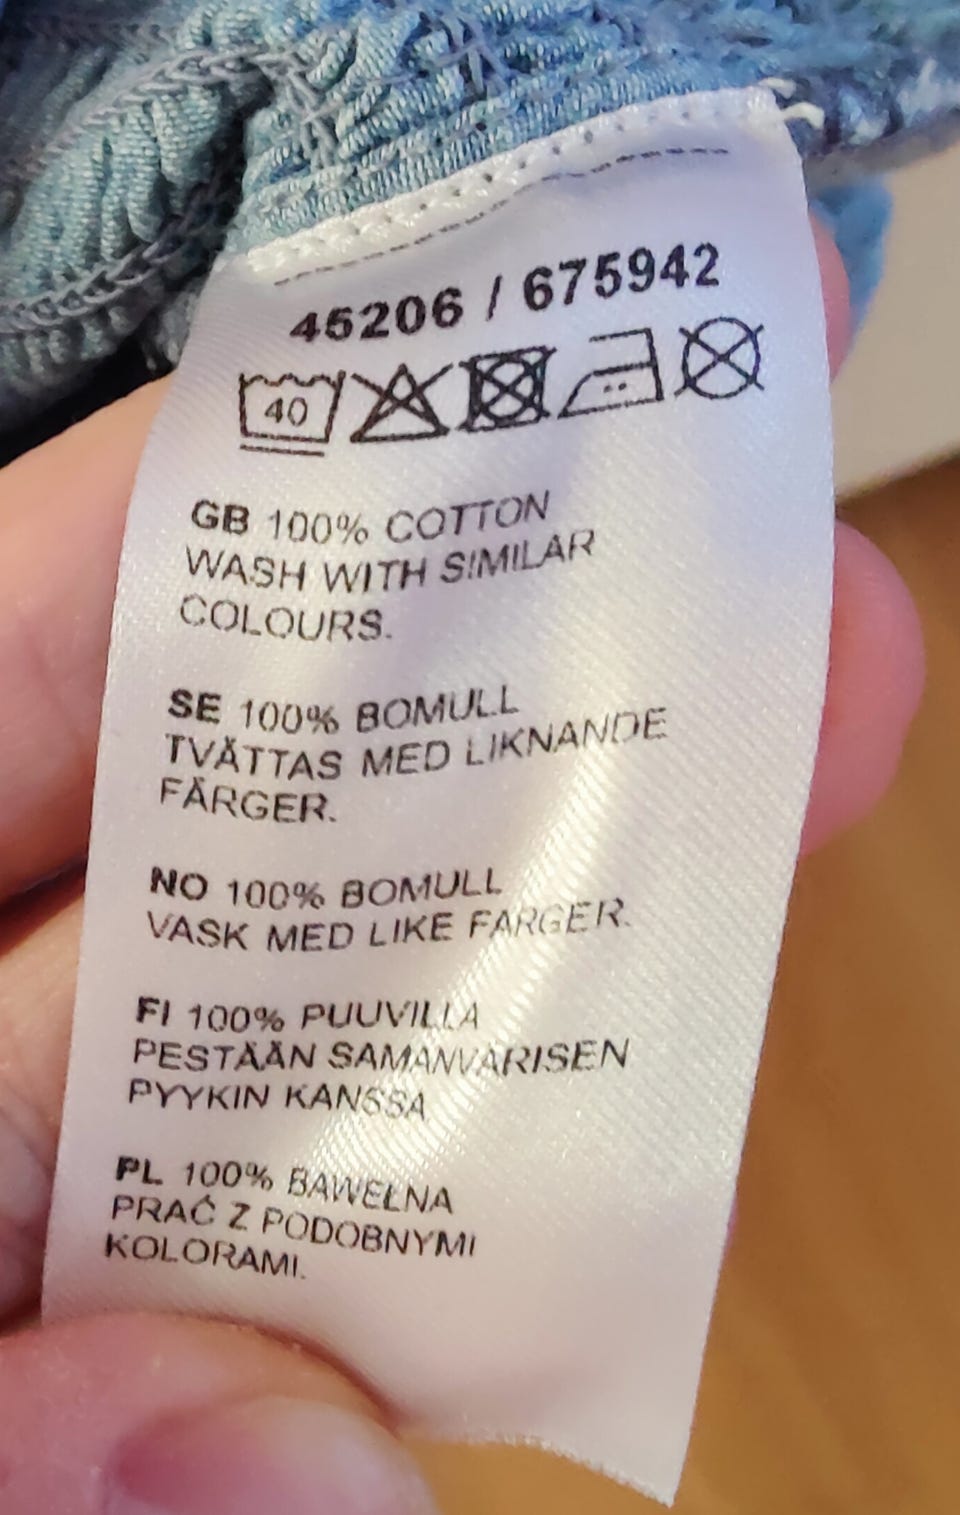 45206 / 675942
40
GB 100% COTTON
WASH WITH SIMILAR
COLOURS.
SE 100% BOMULL
TVÄTTAS MED LIKNANDE
FÄRGER.
NO 100% BOMULL
VASK MED LIKE FARGER.
FI 100% PUUVILLA
PESTÄÄN SAMANVÄRISEN
PYYKIN KANSSA
PL 100% BAWEŁNA
PRAĆ Z PODOBNYMI
KOLORAMI.